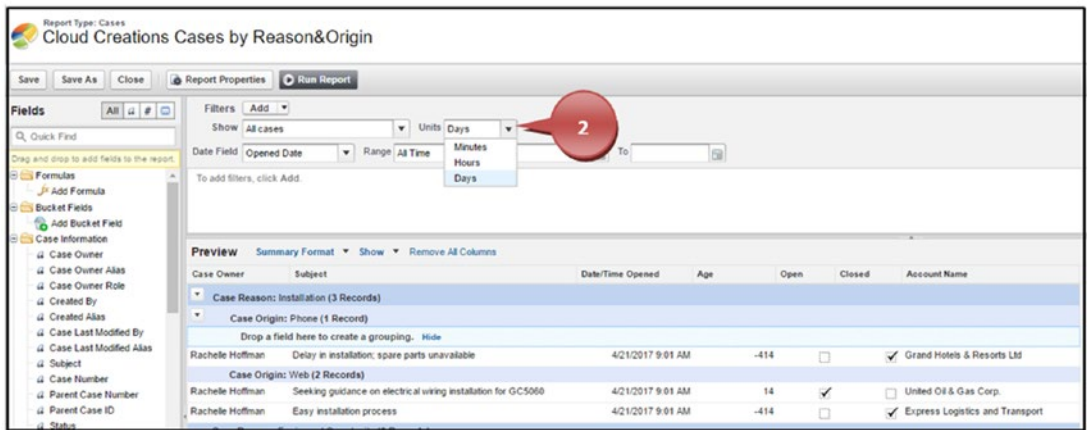 Report Type: Cases
Cloud Creations Cases by Reason&Origin
Save Save As Close Report Properties Run Report
Fields All a #
Quick Find
Drag and drop to add fields to the report.
Formulas
Add Formula
Bucket Fields
Add Bucket Field
Case Information
Case Owner
Case Owner Alias
Case Owner Role
Created By
Created Alias
Case Last Modified By
Case Last Modified Alias
Subject
Case Number
Parent Case Number
Parent Case ID
Status
Filters Add
Show All cases Units Days
2
Date Field Opened Date Range All Time To
Minutes
Hours
Days
To add filters, click Add.
Preview Summary Format Show Remove All Columns
Case Owner Subject Date/Time Opened Age Open Closed Account Name
Case Reason: Installation (3 Records)
Case Origin: Phone (1 Record)
Drop a field here to create a grouping. Hide
Rachelle Hoffman Delay in installation; spare parts unavailable 4/21/2017 9:01 AM -414 Grand Hotels & Resorts Ltd
Case Origin: Web (2 Records)
Rachelle Hoffman Seeking guidance on electrical wiring installation for GC5060 4/21/2017 9:01 AM 14 United Oil & Gas Corp.
Rachelle Hoffman Easy installation process 4/21/2017 9:01 AM -414 Express Logistics and Transport